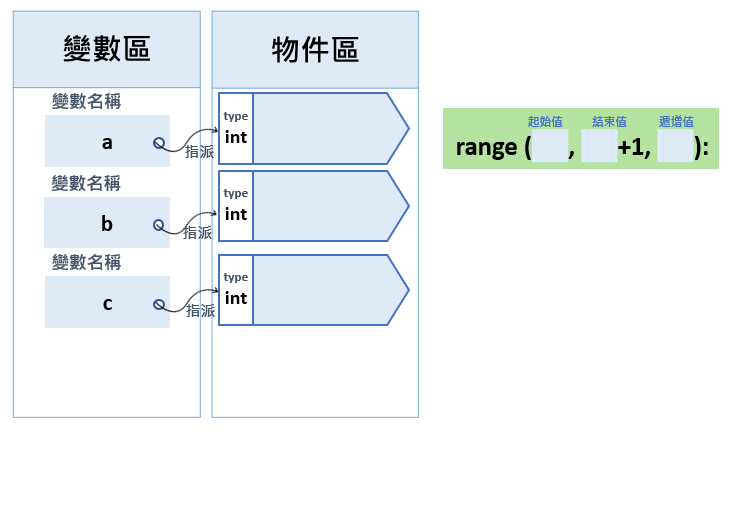 變數區
物件區
變數名稱
a
指派
type
int
變數名稱
b
指派
type
int
變數名稱
c
指派
type
int
起始值 結束值 遞增值
range ( , +1, ):